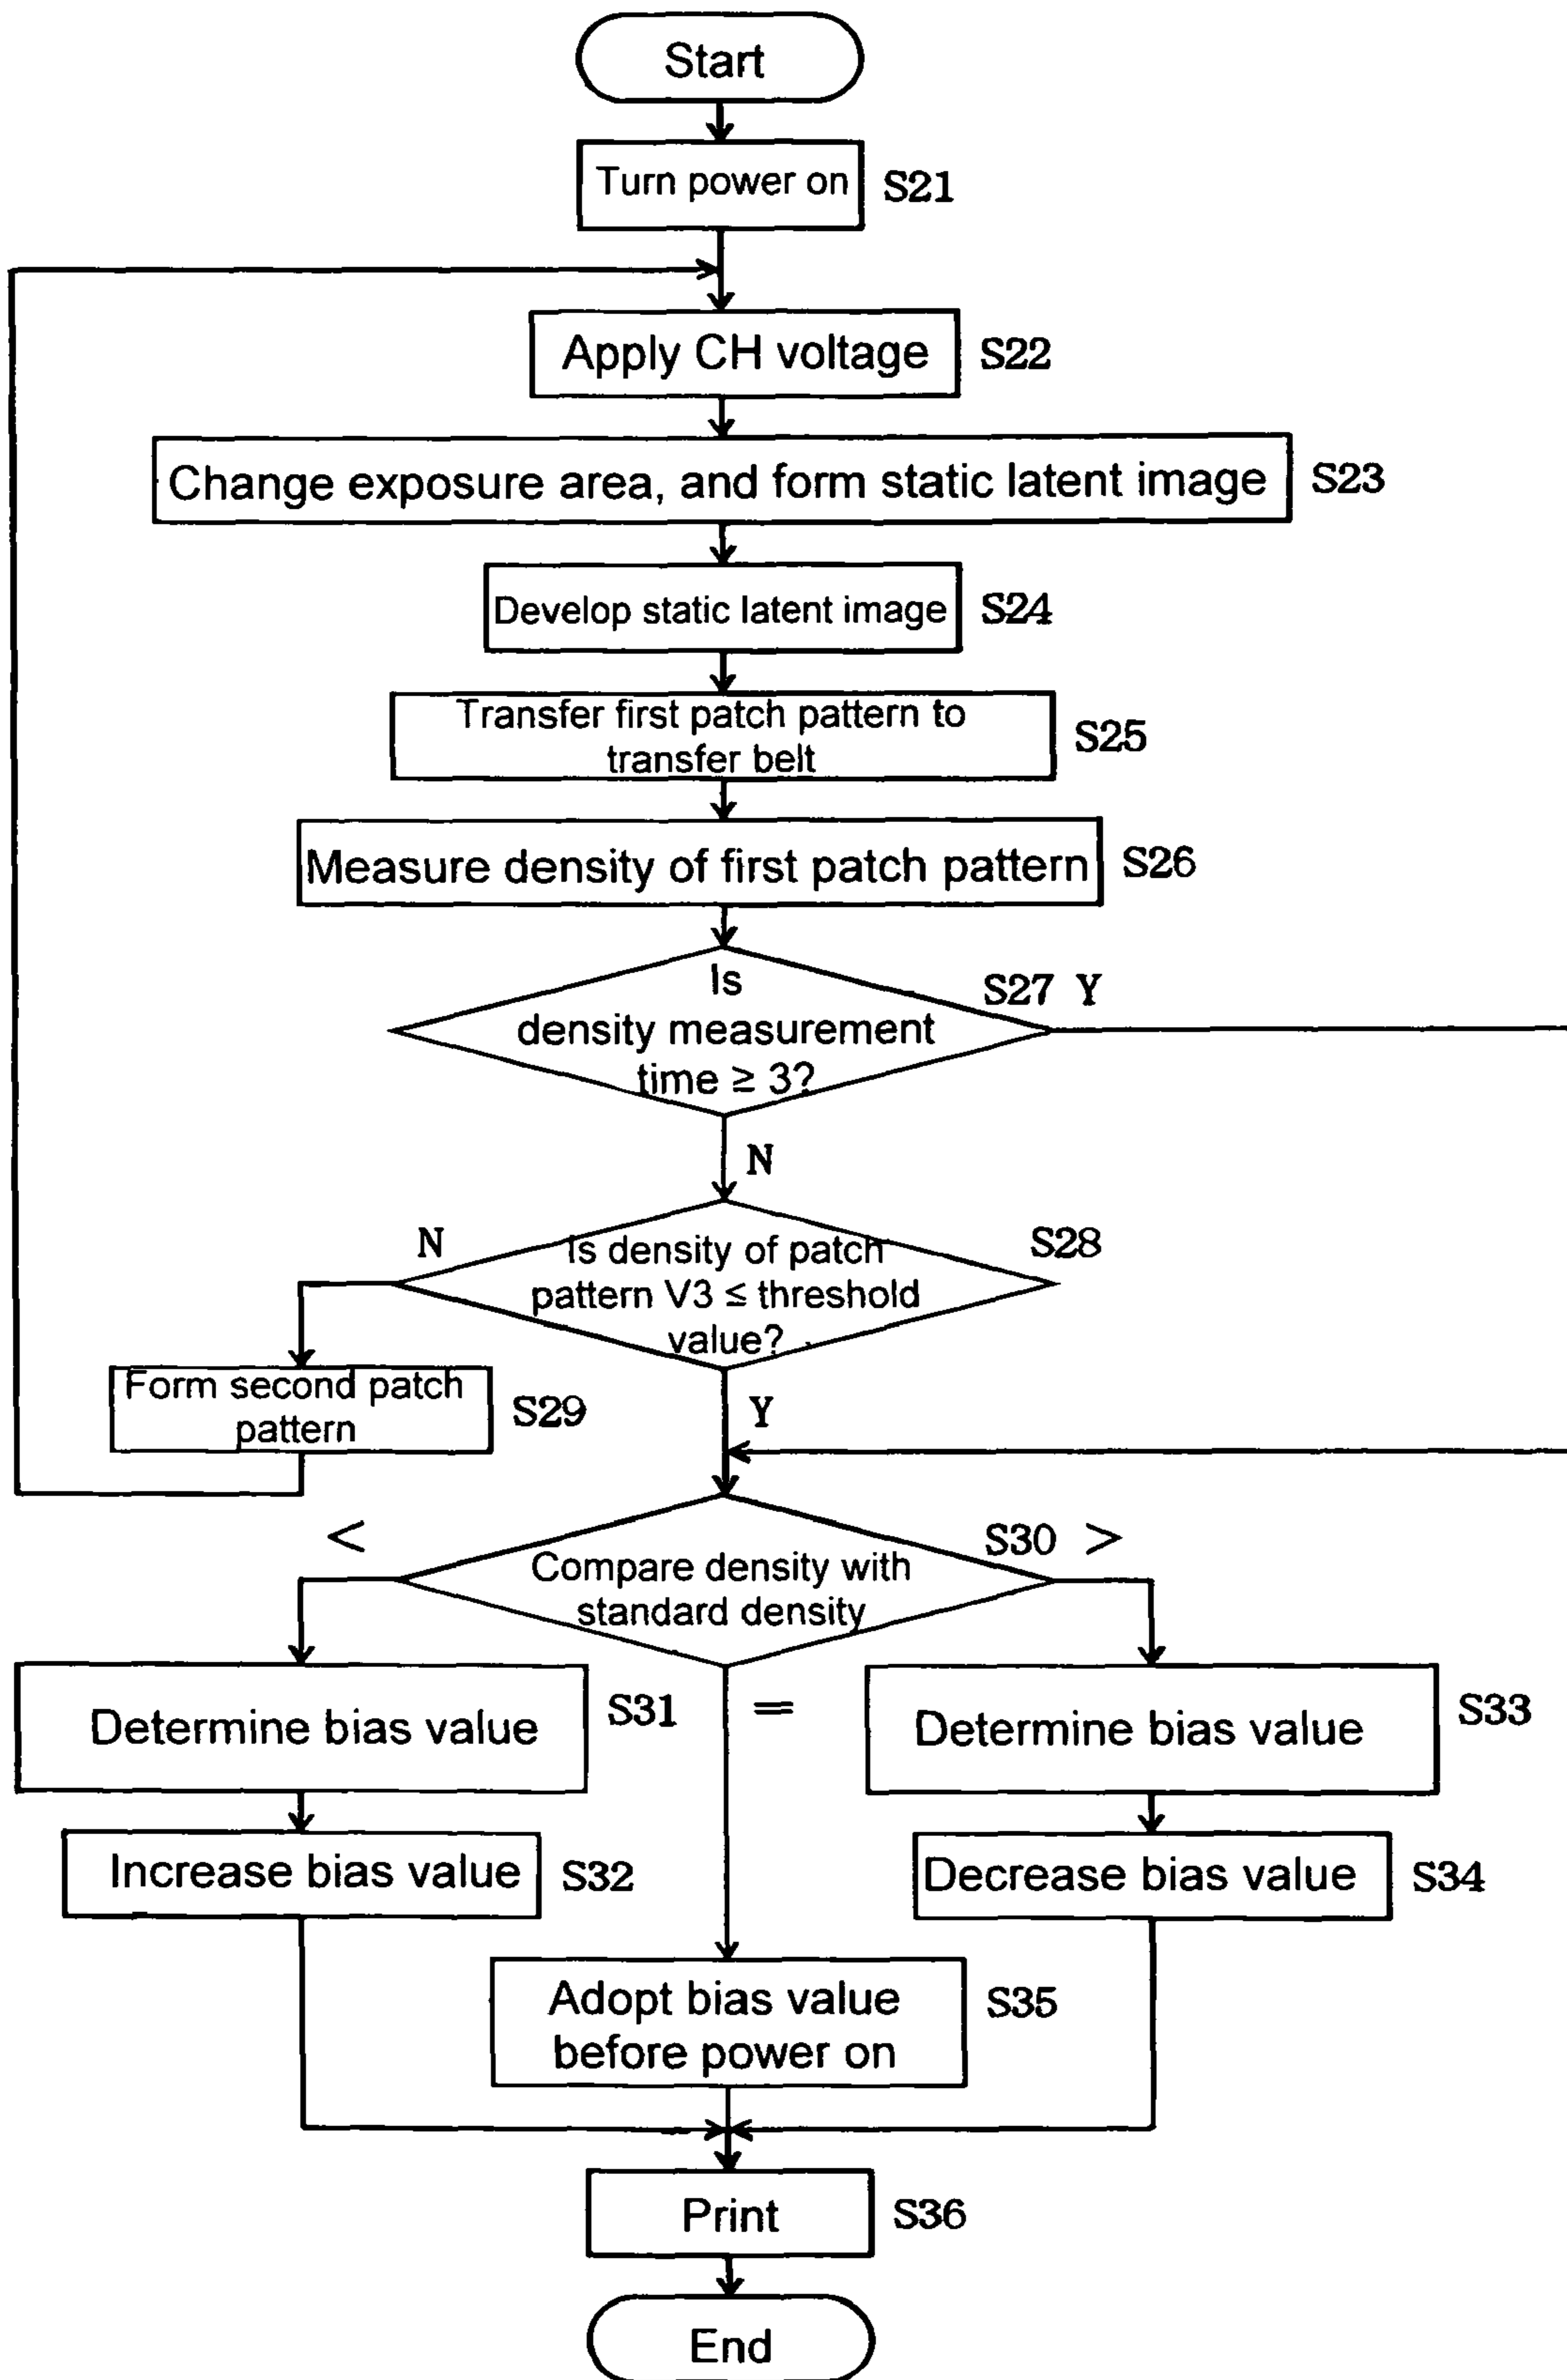 Start
Turn power on
S21
Apply CH voltage
S22
Change exposure area, and form static latent image
S23
Develop static latent image
S24
Transfer first patch pattern to
transfer belt
S25
Measure density of first patch pattern
S26
Is
density measurement
time ≥ 3?
S27 Y
N
N
Is density of patch
pattern V3 ≤ threshold
value?
S28
Form second patch
pattern
S29
Y
<
Compare density with
standard density
S30 >
Determine bias value
S31
=
Determine bias value
S33
Increase bias value
S32
Decrease bias value
S34
Adopt bias value
before power on
S35
Print
S36
End